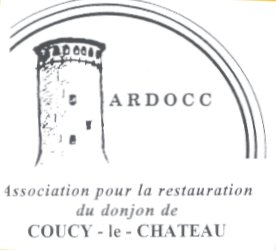 ARDOCC
Association pour la restauration
du donjon de
COUCY - le - CHATEAU